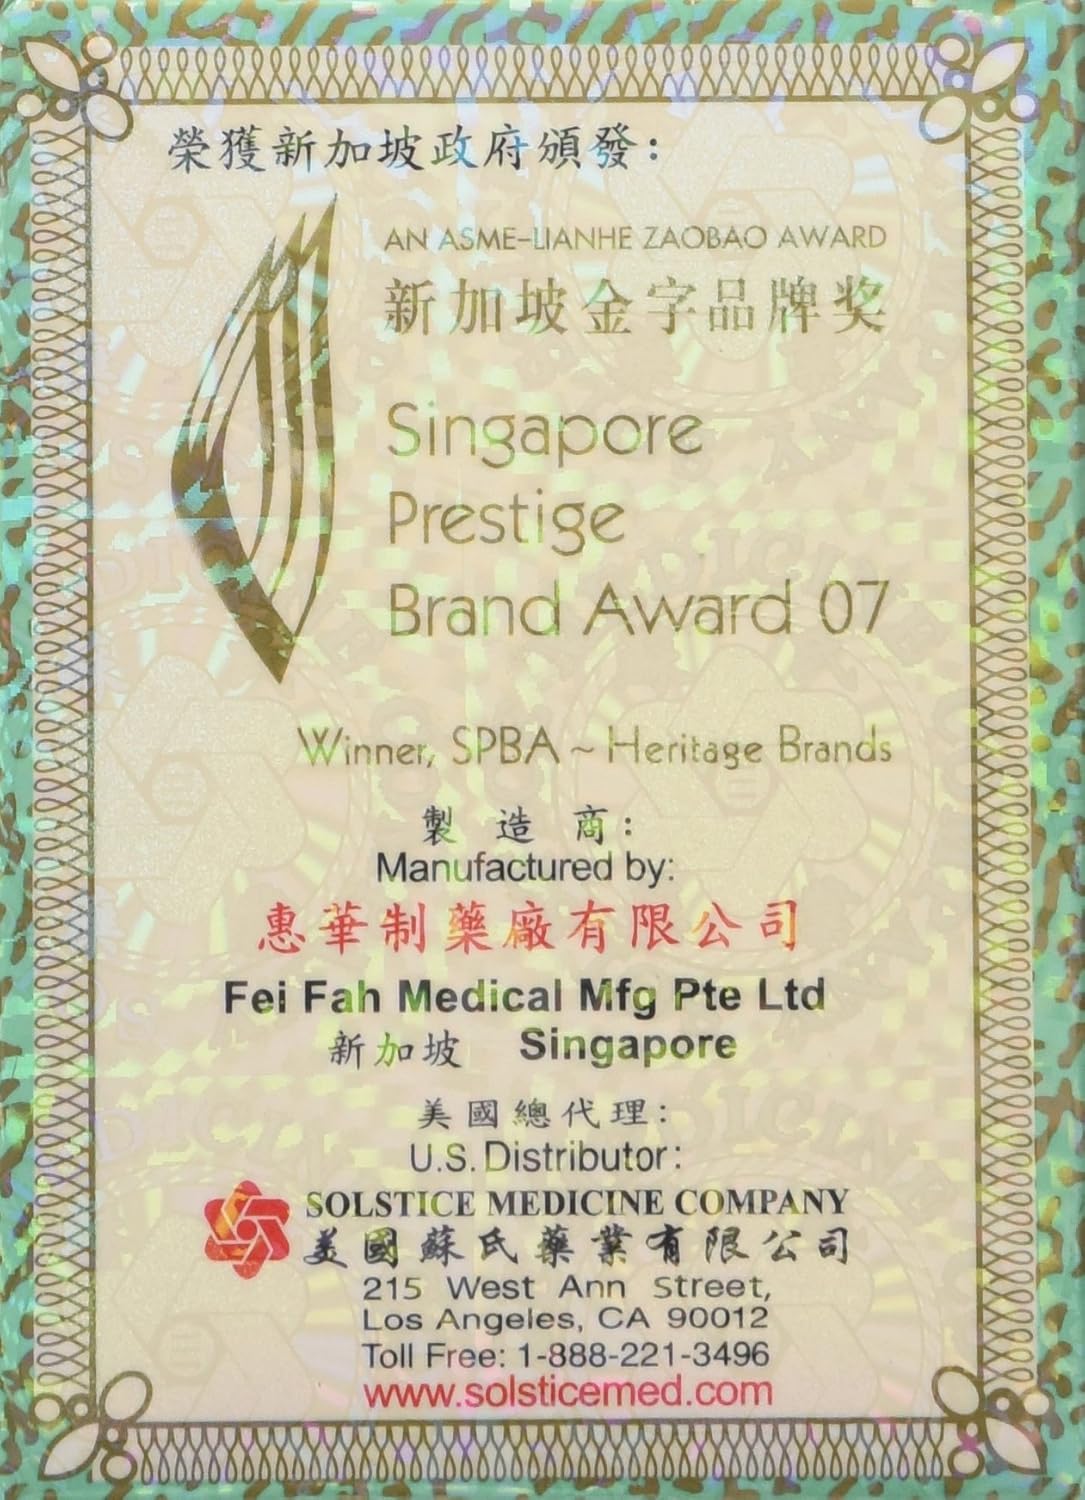 榮獲新加坡政府頒發:
AN ASME-LIANHE ZAOBAO AWARD
新加坡金字品牌奖
Singapore
Prestige
Brand Award 07
Winner, SPBA ~ Heritage Brands
製 造 商:
Manufactured by:
惠華制藥廠有限公司
Fei Fah Medical Mfg Pte Ltd
新加坡 Singapore
美國總代理:
U.S. Distributor:
SOLSTICE MEDICINE COMPANY
美國蘇氏藥業有限公司
215 West Ann Street,
Los Angeles, CA 90012
Toll Free: 1-888-221-3496
www.solsticemed.com